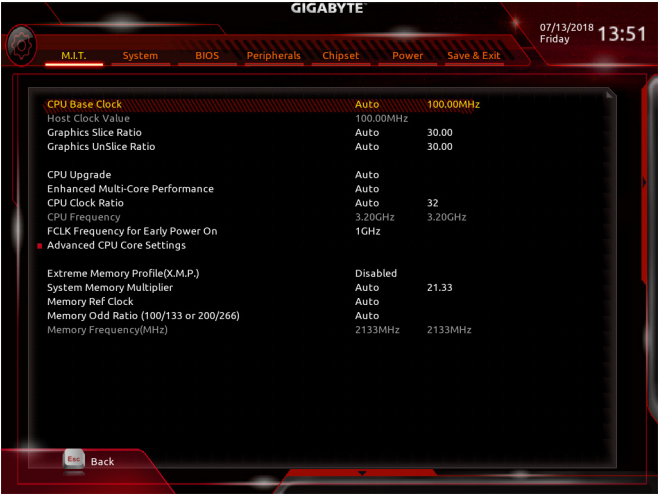 GIGABYTE
07/13/2018 13:51
Friday
M.I.T. System BIOS Peripherals Chipset Power Save & Exit
CPU Base Clock Auto 100.00MHz
Host Clock Value 100.00MHz
Graphics Slice Ratio Auto 30.00
Graphics UnSlice Ratio Auto 30.00
CPU Upgrade Auto
Enhanced Multi-Core Performance Auto
CPU Clock Ratio Auto 32
CPU Frequency 3.20GHz 3.20GHz
FCLK Frequency for Early Power On 1GHz
Advanced CPU Core Settings
Extreme Memory Profile(X.M.P.) Disabled
System Memory Multiplier Auto 21.33
Memory Ref Clock Auto
Memory Odd Ratio (100/133 or 200/266) Auto
Memory Frequency(MHz) 2133MHz 2133MHz
Esc Back